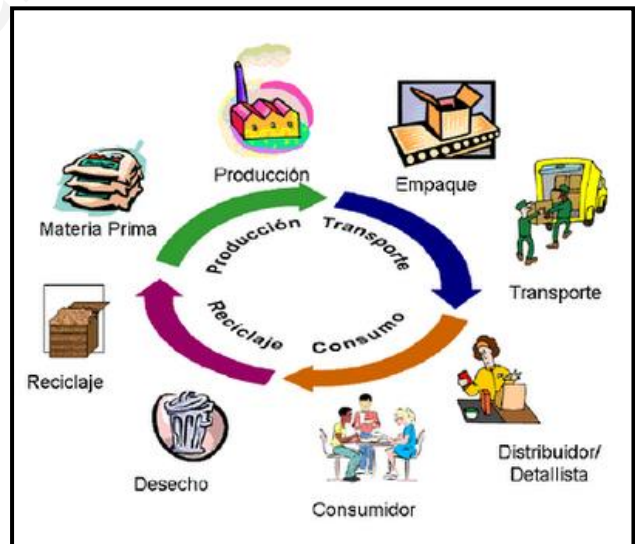 Producción
Empaque
Materia Prima
Producción
Transporte
Transporte
Reciclaje
Consumo
Reciclaje
Distribuidor/
Detallista
Desecho
Consumidor